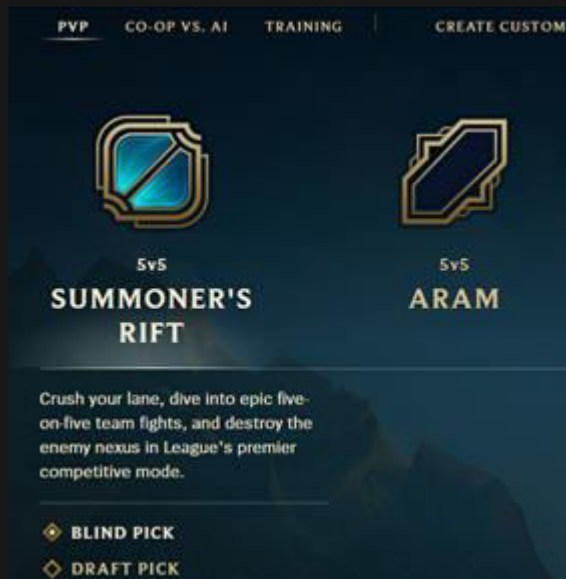 PVP CO-OP VS. AI TRAINING CREATE CUSTOM
5v5
SUMMONER'S
RIFT
5v5
ARAM
Crush your lane, dive into epic five-
on-five team fights, and destroy the
enemy nexus in League's premier
competitive mode.
BLIND PICK
DRAFT PICK